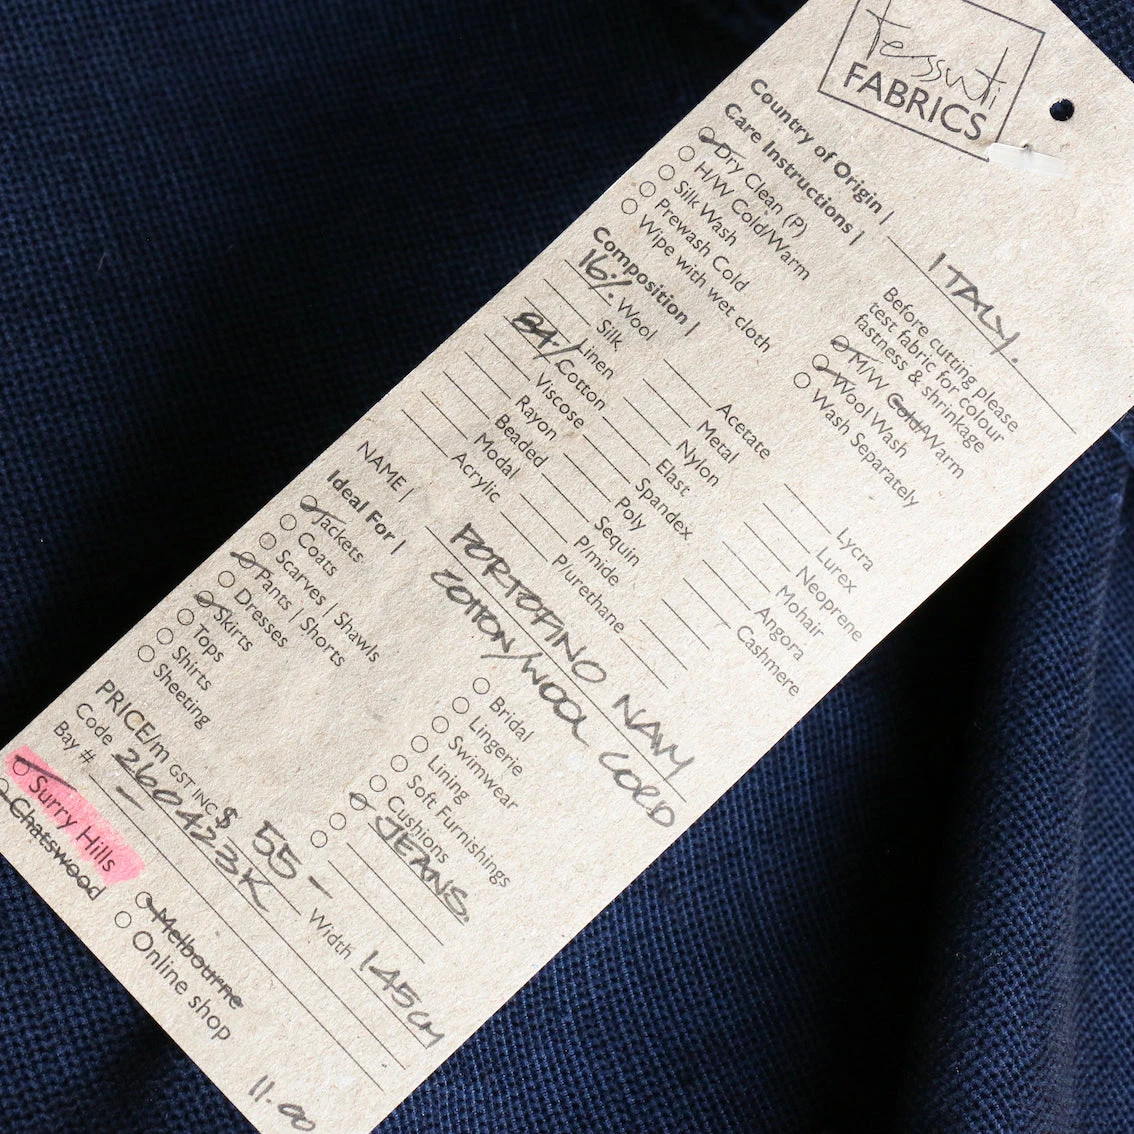 tessuti
FABRICS
Country of Origin | ITALY.
Care Instructions |
Dry Clean (P)
H/W Cold/Warm
Silk Wash
Prewash Cold
Wipe with wet cloth
Before cutting please
test fabric for colour
fastness & shrinkage
M/W Cold/Warm
Wool Wash
Wash Separately
Composition |
16% Wool
Silk
Linen
84% Cotton
Viscose
Rayon
Beaded
Modal
Acrylic
Acetate
Metal
Nylon
Elast
Spandex
Poly
Sequin
P/mide
P/urethane
Lycra
Lurex
Neoprene
Mohair
Angora
Cashmere
NAME | PORTOFINO NAVY
COTTON/WOOL CORD
Ideal For |
Jackets
Coats
Scarves | Shawls
Pants | Shorts
Dresses
Skirts
Tops
Shirts
Sheeting
Bridal
Lingerie
Swimwear
Lining
Soft Furnishings
Cushions
JEANS.
PRICE/m GST INC $ 55 – Width 145cm
Code 260423K
Bay # –
Surry Hills
Chatswood
Melbourne
Online shop
11.00